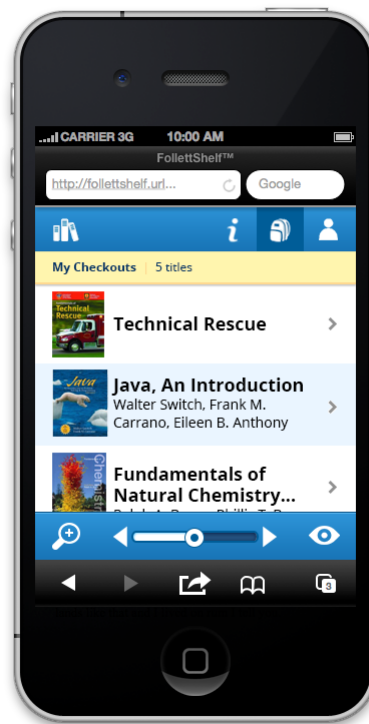 CARRIER 3G 10:00 AM
FollettShelf™
http://follettshelf.url... Google
i
My Checkouts | 5 titles
Technical Rescue
Technical Rescue
Java
Java, An Introduction
Walter Switch, Frank M.
Carrano, Eileen B. Anthony
Chemistry
Fundamentals of
Natural Chemistry...
3